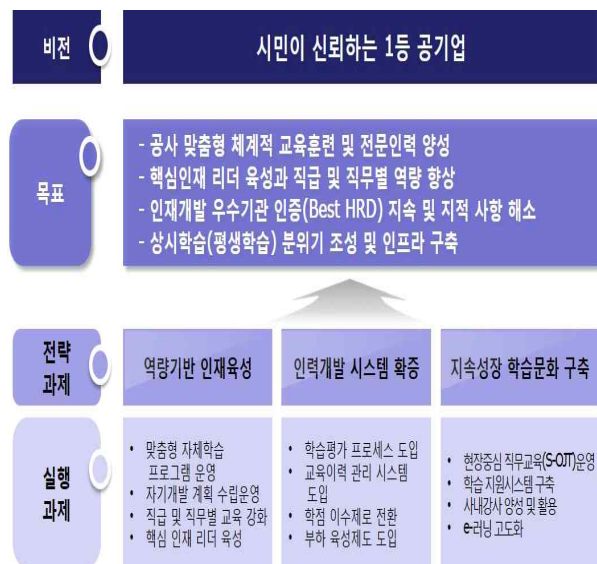 비전
시민이 신뢰하는 1등 공기업
목표
- 공사 맞춤형 체계적 교육훈련 및 전문인력 양성
- 핵심인재 리더 육성과 직급 및 직무별 역량 향상
- 인재개발 우수기관 인증(Best HRD) 지속 및 지적 사항 해소
- 상시학습(평생학습) 분위기 조성 및 인프라 구축
전략
과제
역량기반 인재육성
인력개발 시스템 확증
지속성장 학습문화 구축
실행
과제
• 맞춤형 자체학습
프로그램 운영
• 자기개발 계획 수립운영
• 직급 및 직무별 교육 강화
• 핵심 인재 리더 육성
• 학습평가 프로세스 도입
• 교육이력 관리 시스템
도입
• 학점 이수제로 전환
• 부하 육성제도 도입
• 현장중심 직무교육(S-OJT)운영
• 학습 지원시스템 구축
• 사내강사 양성 및 활용
• e-러닝 고도화